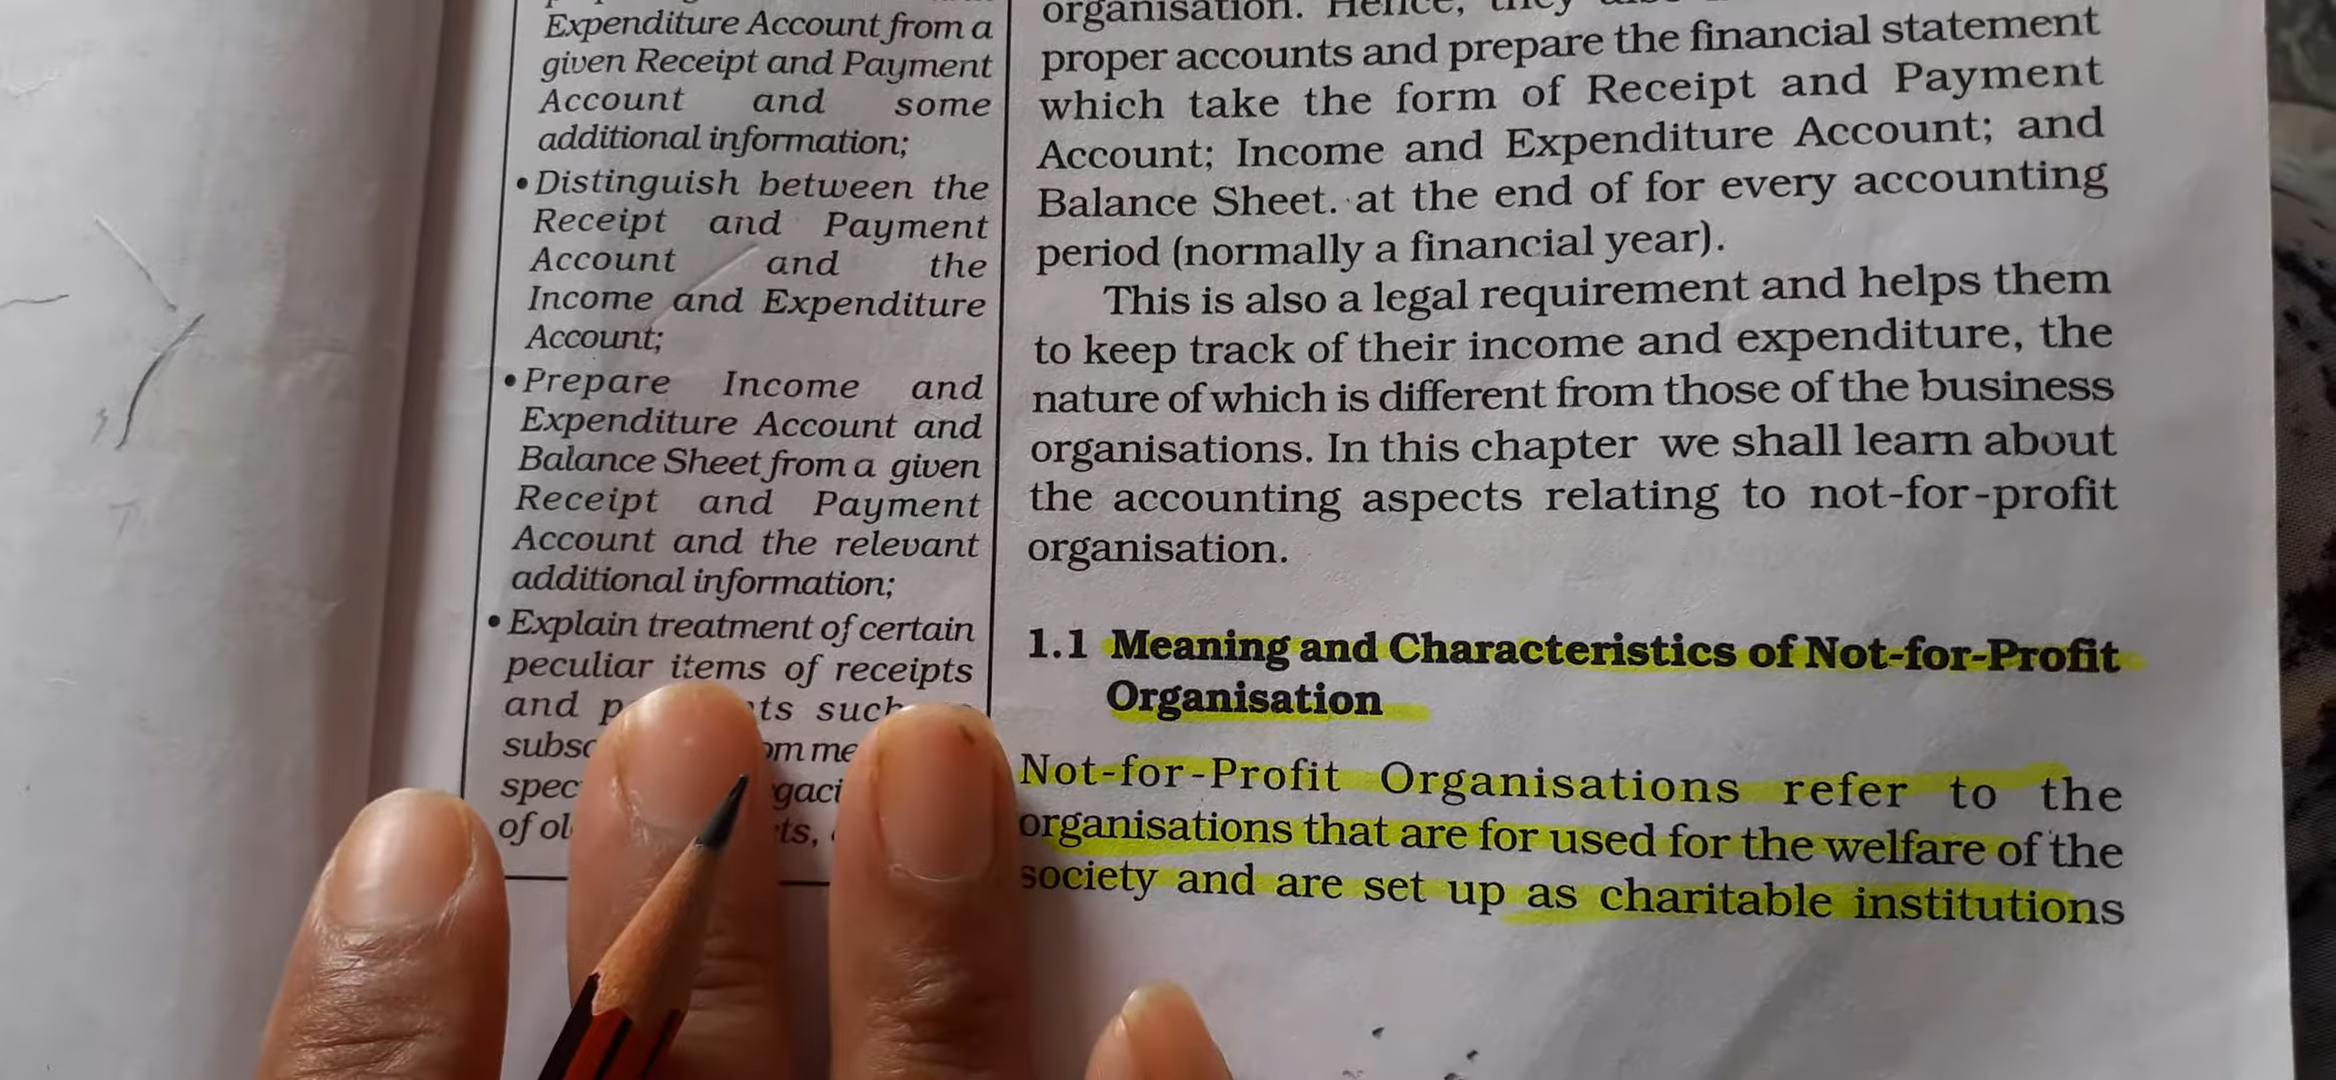 Expenditure Account from a
given Receipt and Payment
Account and some
additional information;
• Distinguish between the
Receipt and Payment
Account and the
Income and Expenditure
Account;
• Prepare Income and
Expenditure Account and
Balance Sheet from a given
Receipt and Payment
Account and the relevant
additional information;
• Explain treatment of certain
peculiar items of receipts
and such
of
organisation. Hence, they
proper accounts and prepare the financial statement
which take the form of Receipt and Payment
Account; Income and Expenditure Account; and
Balance Sheet. at the end of for every accounting
period (normally a financial year).
This is also a legal requirement and helps them
to keep track of their income and expenditure, the
nature of which is different from those of the business
organisations. In this chapter we shall learn about
the accounting aspects relating to not-for-profit
organisation.
1.1 Meaning and Characteristics of Not-for-Profit
Organisation
Not-for-Profit Organisations refer to the
organisations that are for used for the welfare of the
society and are set up as charitable institutions